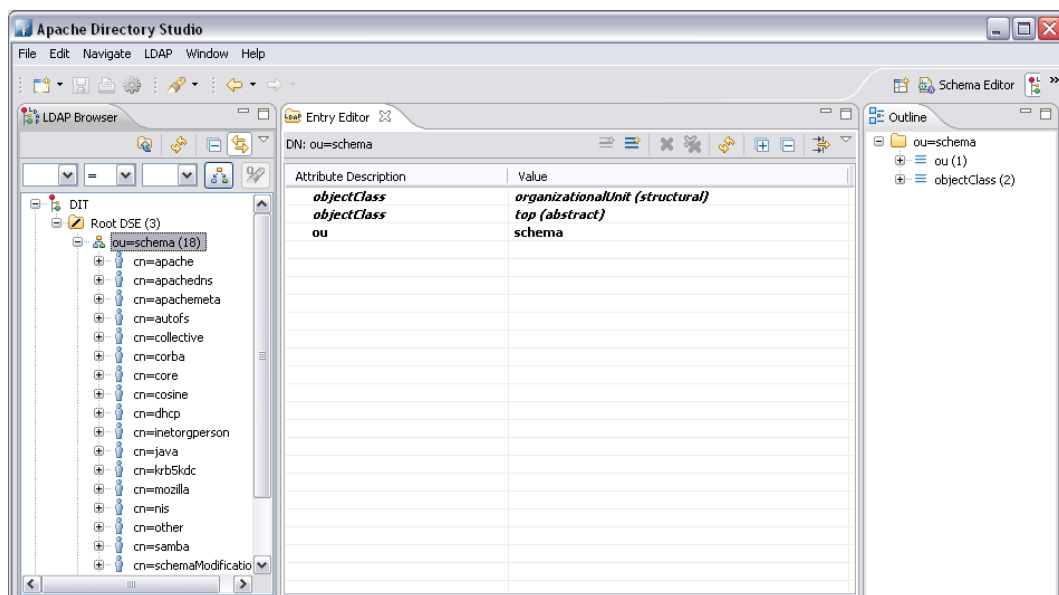 Apache Directory Studio
File Edit Navigate LDAP Window Help
Schema Editor
LDAP Browser
=
DIT
Root DSE (3)
ou=schema (18)
cn=apache
cn=apachedns
cn=apachemeta
cn=autofs
cn=collective
cn=corba
cn=core
cn=cosine
cn=dhcp
cn=inetorgperson
cn=java
cn=krb5kdc
cn=mozilla
cn=nis
cn=other
cn=samba
cn=schemaModificatio
LDAP Entry Editor
DN: ou=schema
Attribute Description Value
objectClass organizationalUnit (structural)
objectClass top (abstract)
ou schema
Outline
ou=schema
ou (1)
objectClass (2)